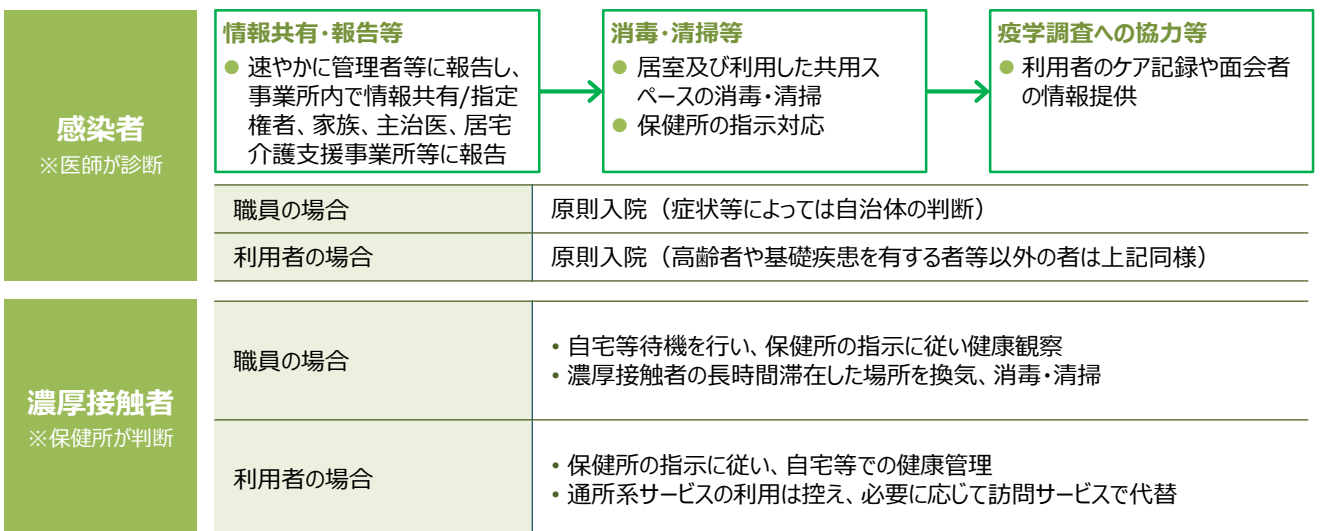 感染者
※医師が診断
情報共有・報告等
● 速やかに管理者等に報告し、
事業所内で情報共有/指定
権者、家族、主治医、居宅
介護支援事業所等に報告
消毒・清掃等
● 居室及び利用した共用ス
ペースの消毒・清掃
● 保健所の指示対応
疫学調査への協力等
● 利用者のケア記録や面会者
の情報提供
職員の場合
原則入院（症状等によっては自治体の判断）
利用者の場合
原則入院（高齢者や基礎疾患を有する者等以外の者は上記同様）
濃厚接触者
※保健所が判断
職員の場合
• 自宅等待機を行い、保健所の指示に従い健康観察
• 濃厚接触者の長時間滞在した場所を換気、消毒・清掃
利用者の場合
• 保健所の指示に従い、自宅等での健康管理
• 通所系サービスの利用は控え、必要に応じて訪問サービスで代替